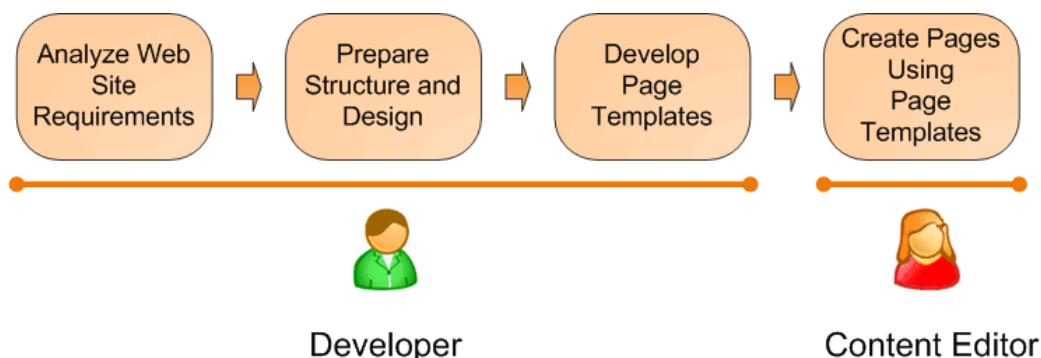 Analyze Web
Site
Requirements
Prepare
Structure and
Design
Develop
Page
Templates
Create Pages
Using
Page
Templates
Developer
Content Editor